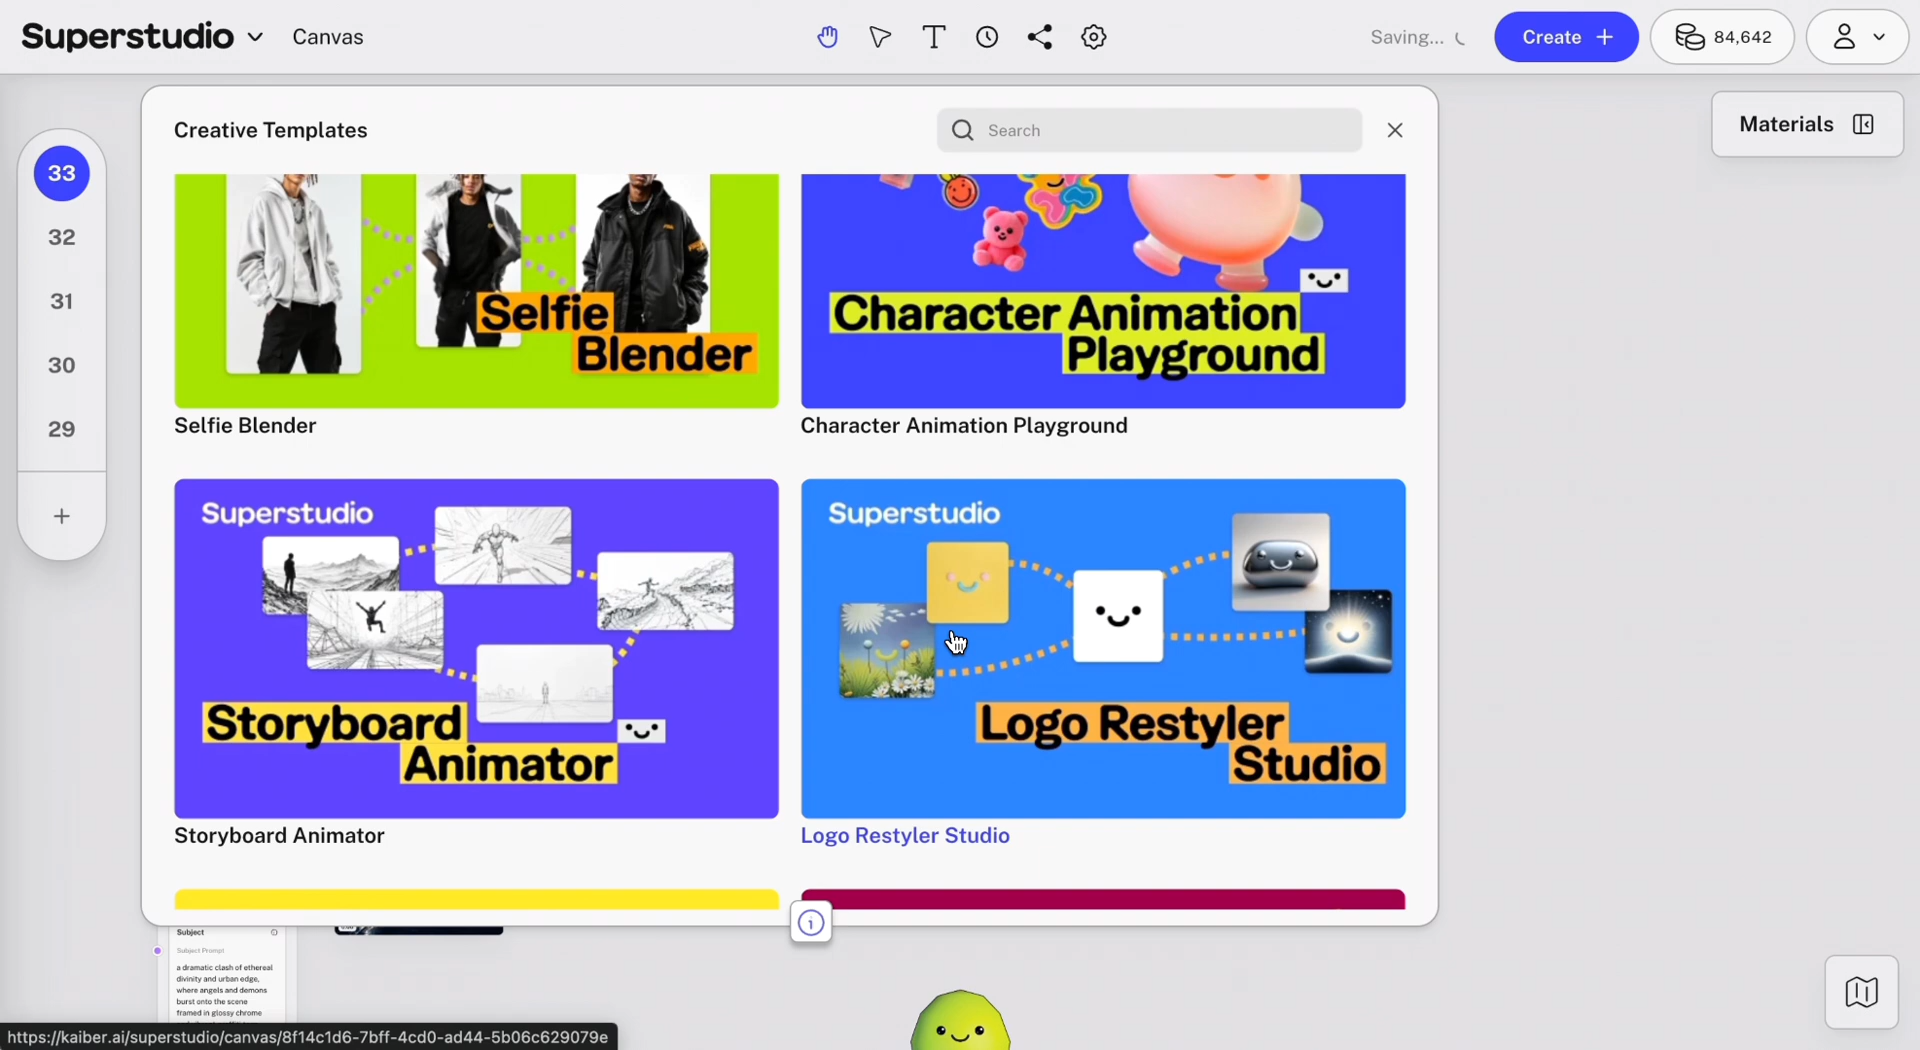 Superstudio
Canvas
Saving...
Create +
84,642
Creative Templates
Search
Materials
33
32
31
30
29
+
Selfie
Blender
Selfie Blender
Character Animation
Playground
Character Animation Playground
Superstudio
Storyboard
Animator
Storyboard Animator
Superstudio
Logo Restyler
Studio
Logo Restyler Studio
Subject
Subject Prompt
a dramatic clash of ethereal
divinity and urban edge,
where angels and demons
burst onto the scene
framed in glossy chrome
https://kaiber.ai/superstudio/canvas/8f14c1d6-7bff-4cd0-ad44-5b06c629079e